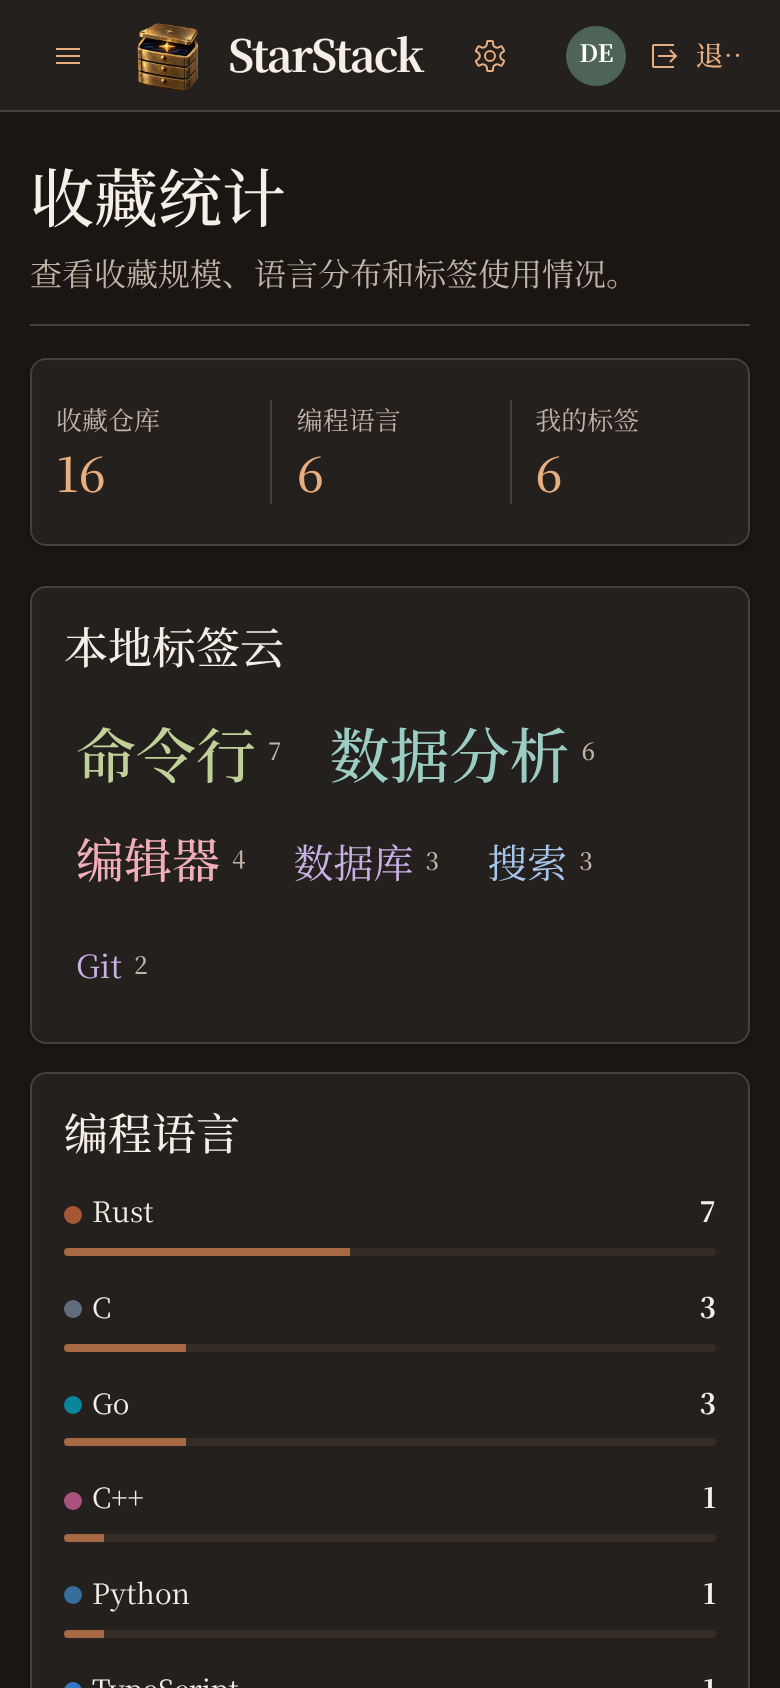 StarStack DE 退··
收藏统计
查看收藏规模、语言分布和标签使用情况。
收藏仓库 编程语言 我的标签
16 6 6
本地标签云
命令行 7 数据分析 6
编辑器 4 数据库 3 搜索 3
Git 2
编程语言
Rust 7
C 3
Go 3
C++ 1
Python 1
TypeScript 1